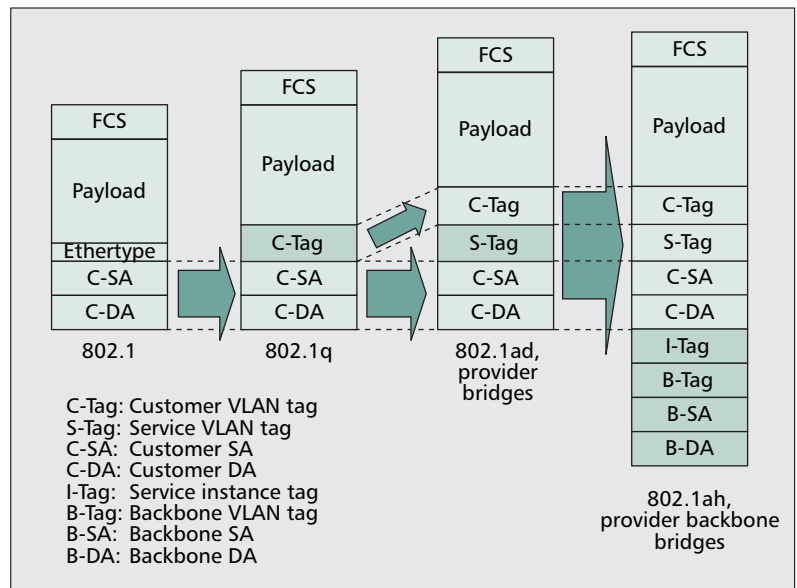 FCS
Payload
Ethertype
C-SA
C-DA
802.1
FCS
Payload
C-Tag
C-SA
C-DA
802.1q
FCS
Payload
C-Tag
S-Tag
C-SA
C-DA
802.1ad,
provider
bridges
FCS
Payload
C-Tag
S-Tag
C-SA
C-DA
I-Tag
B-Tag
B-SA
B-DA
802.1ah,
provider backbone
bridges
C-Tag: Customer VLAN tag
S-Tag: Service VLAN tag
C-SA: Customer SA
C-DA: Customer DA
I-Tag: Service instance tag
B-Tag: Backbone VLAN tag
B-SA: Backbone SA
B-DA: Backbone DA